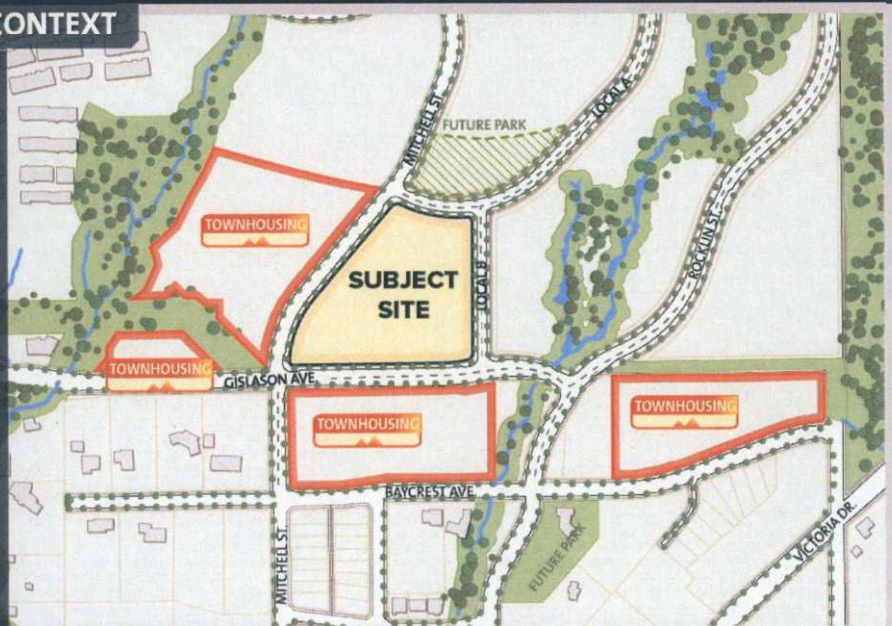 CONTEXT
MITCHELL ST.
FUTURE PARK
LOCAL A
TOWNHOUSING
ROCKLIN ST.
SUBJECT
SITE
LOCAL B
TOWNHOUSING
GISLASON AVE
TOWNHOUSING
TOWNHOUSING
BAYCREST AVE
MITCHELL ST.
FUTURE PARK
VICTORIA DR.